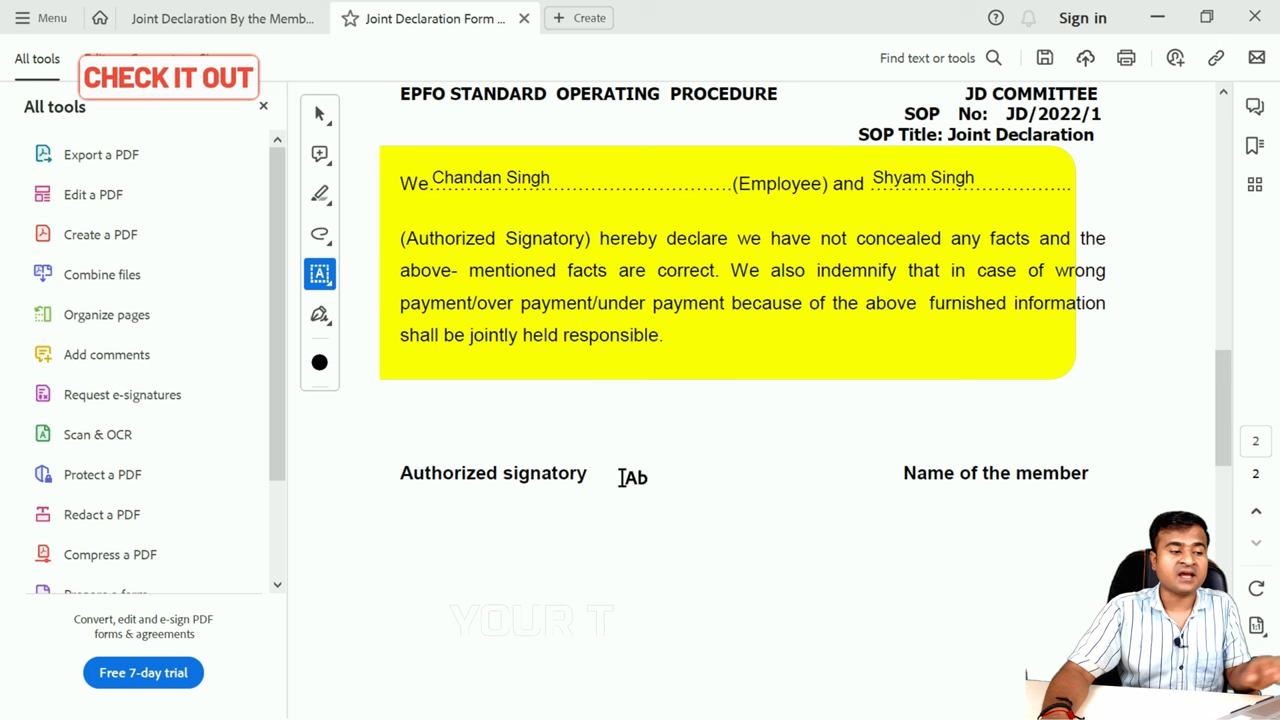 Menu
Joint Declaration By the Memb...
Joint Declaration Form ...
Create
Sign in
All tools
Find text or tools
CHECK IT OUT
All tools
Export a PDF
Edit a PDF
Create a PDF
Combine files
Organize pages
Add comments
Request e-signatures
Scan & OCR
Protect a PDF
Redact a PDF
Compress a PDF
Convert, edit and e-sign PDF
forms & agreements
Free 7-day trial
EPFO STANDARD OPERATING PROCEDURE
JD COMMITTEE
SOP No: JD/2022/1
SOP Title: Joint Declaration
We Chandan Singh ........................(Employee) and Shyam Singh ....................
(Authorized Signatory) hereby declare we have not concealed any facts and the
above- mentioned facts are correct. We also indemnify that in case of wrong
payment/over payment/under payment because of the above furnished information
shall be jointly held responsible.
Authorized signatory
Ab
Name of the member
YOUR T
2
2